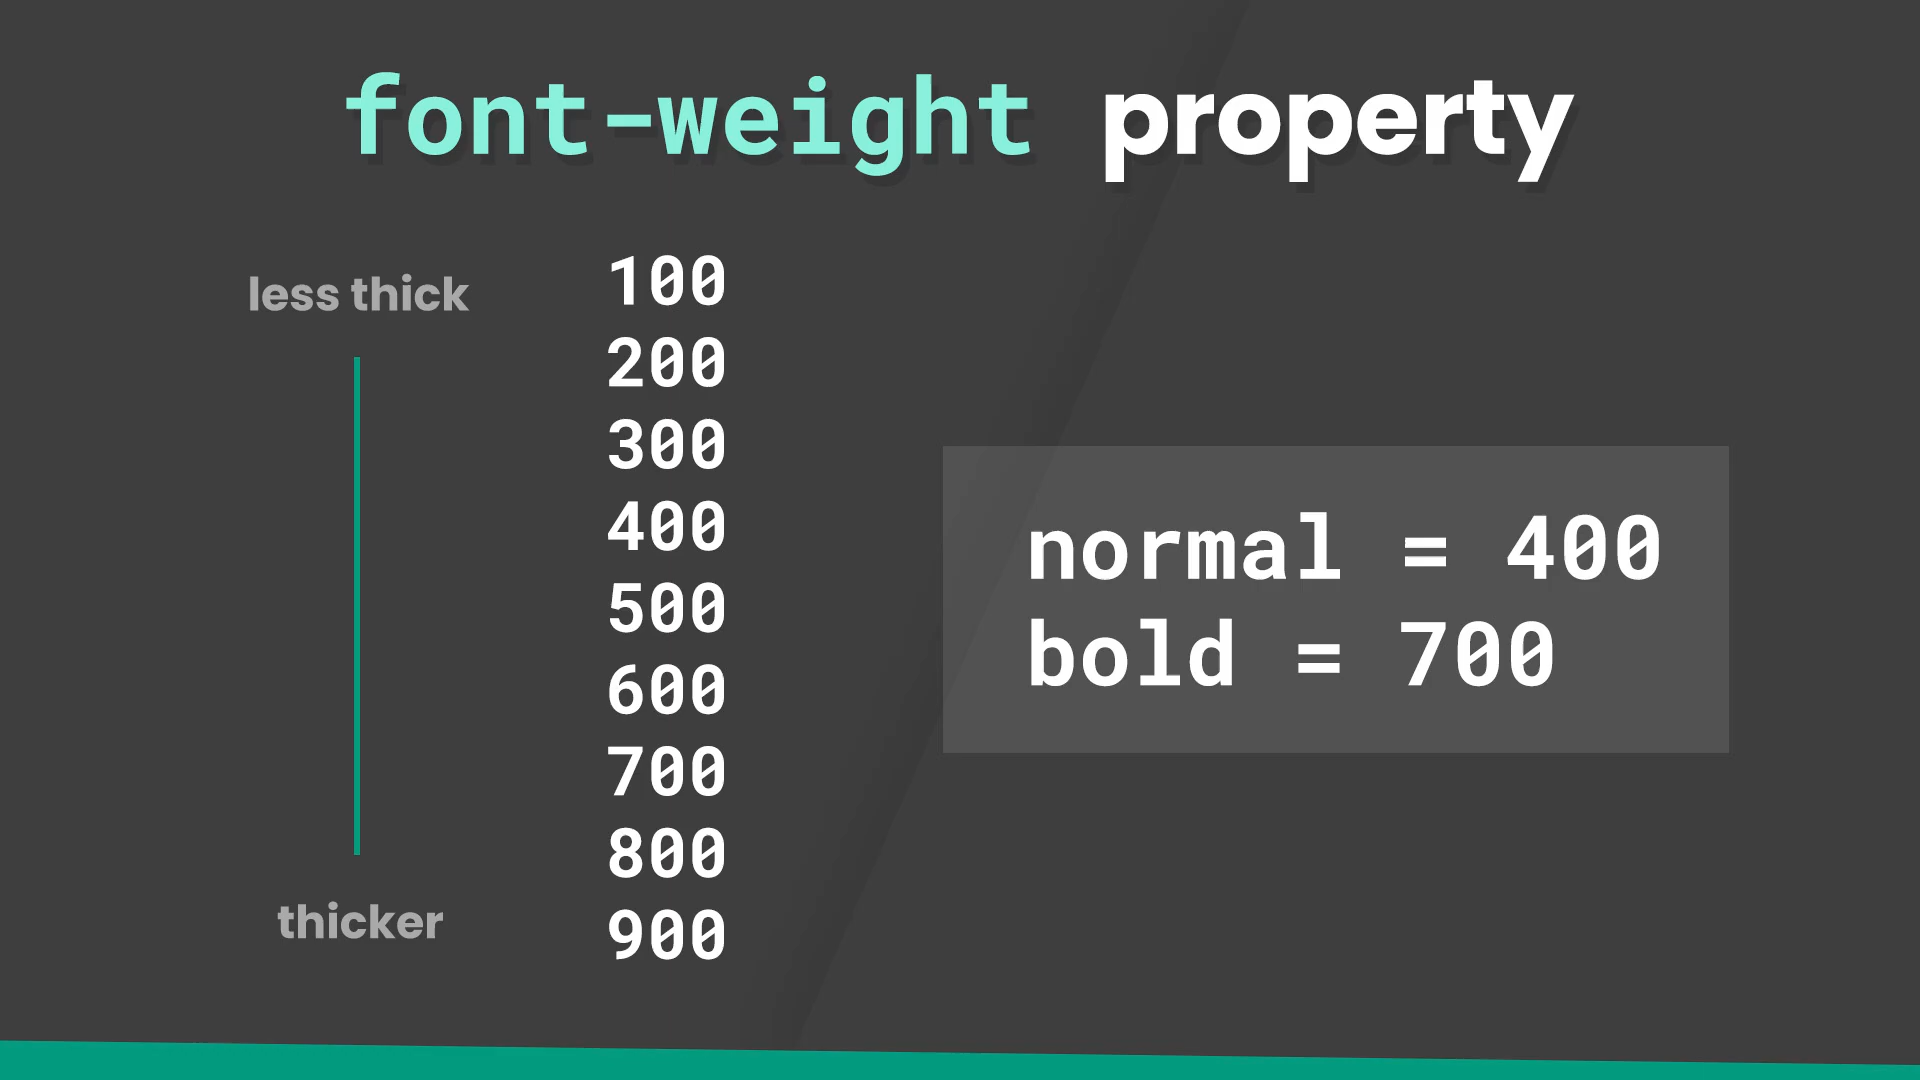 font-weight property
less thick
thicker
100
200
300
400
500
600
700
800
900
normal = 400
bold = 700